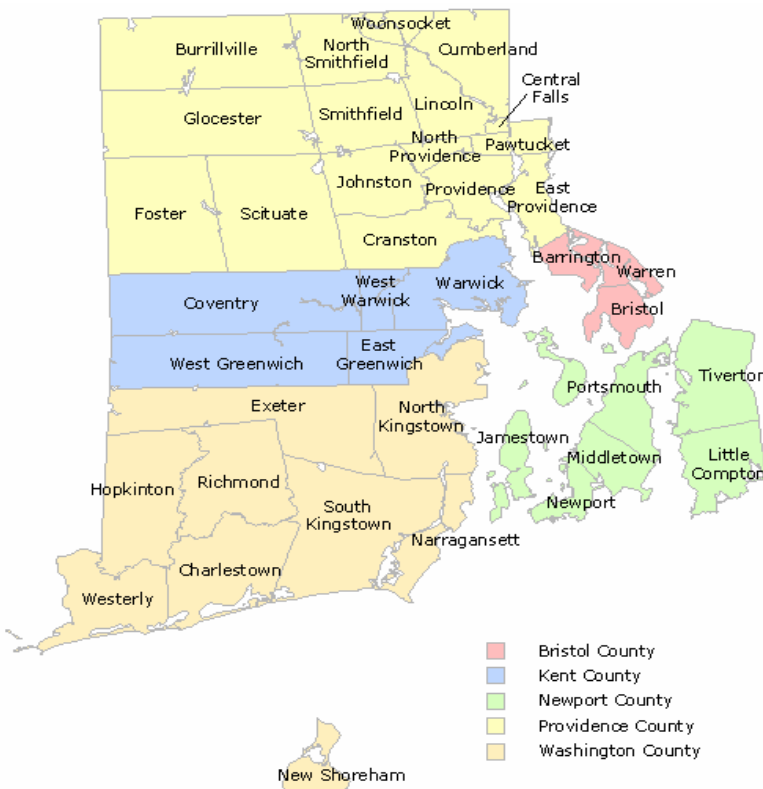 Woonsocket
Burrillville
North
Smithfield
Cumberland
Central
Falls
Glocester
Smithfield
Lincoln
North
Providence
Pawtucket
Johnston
Providence
East
Providence
Foster
Scituate
Cranston
Barrington
Warren
Coventry
West
Warwick
Warwick
Bristol
West Greenwich
East
Greenwich
Portsmouth
Tiverton
Exeter
North
Kingstown
Jamestown
Middletown
Little
Compton
Hopkinton
Richmond
South
Kingstown
Newport
Narragansett
Charlestown
Westerly
Bristol County
Kent County
Newport County
Providence County
Washington County
New Shoreham